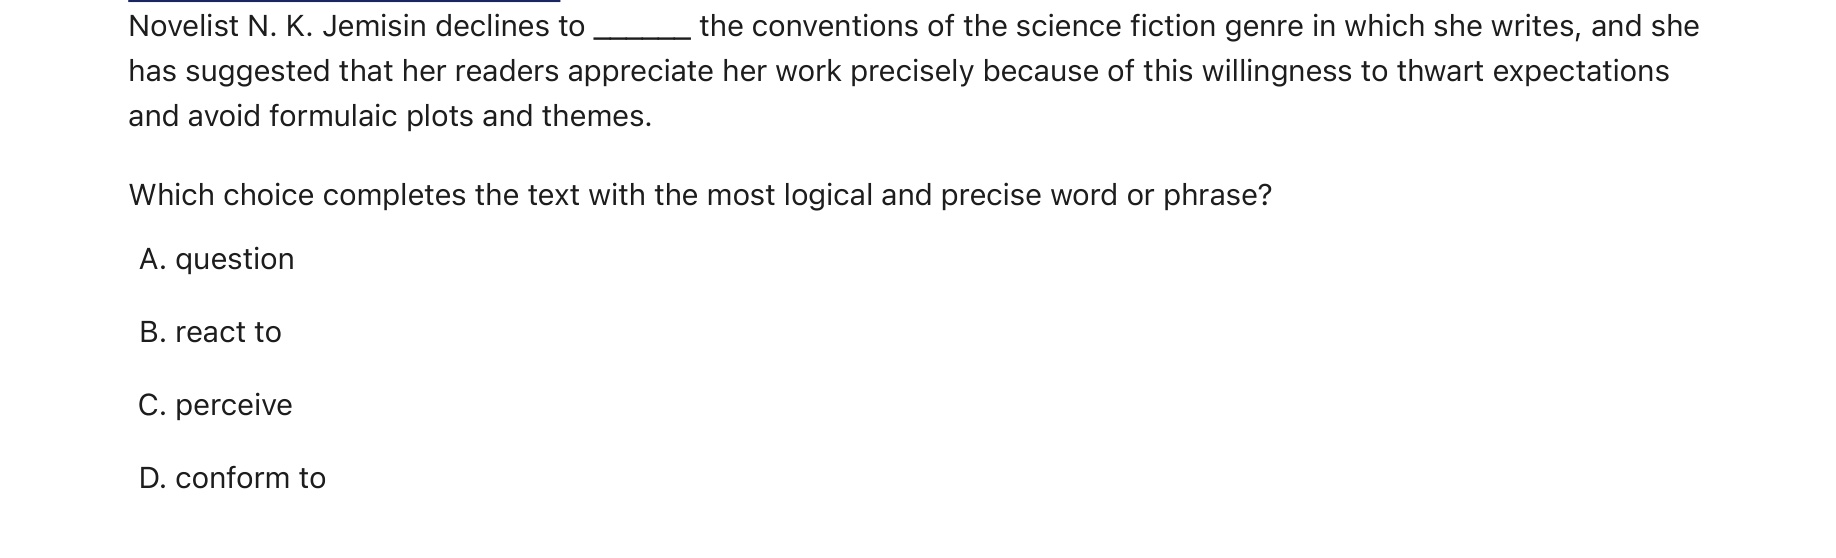 Novelist N. K. Jemisin declines to ______ the conventions of the science fiction genre in which she writes, and she
has suggested that her readers appreciate her work precisely because of this willingness to thwart expectations
and avoid formulaic plots and themes.
Which choice completes the text with the most logical and precise word or phrase?
A. question
B. react to
C. perceive
D. conform to